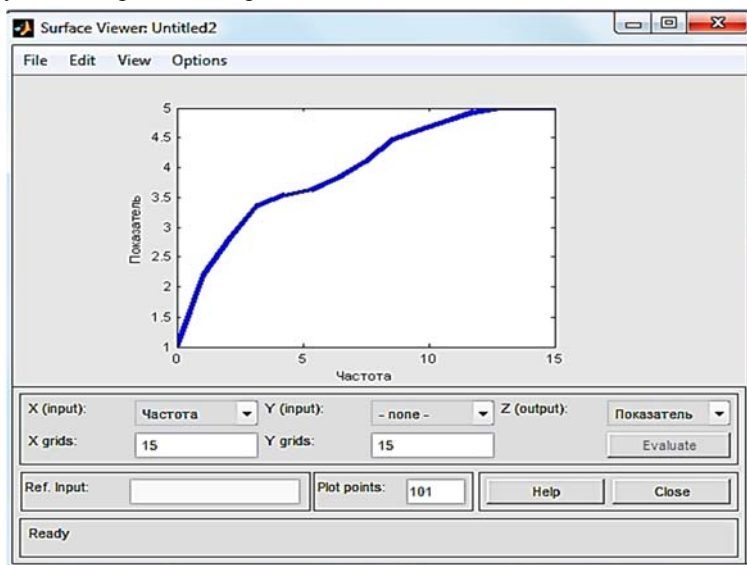 Surface Viewer: Untitled2
File Edit View Options
5
4.5
4
3.5
3
2.5
2
1.5
1
Показатель
0 5 10 15
Частота
X (input): Частота Y (input): - none - Z (output): Показатель
X grids: 15 Y grids: 15 Evaluate
Ref. Input: Plot points: 101 Help Close
Ready